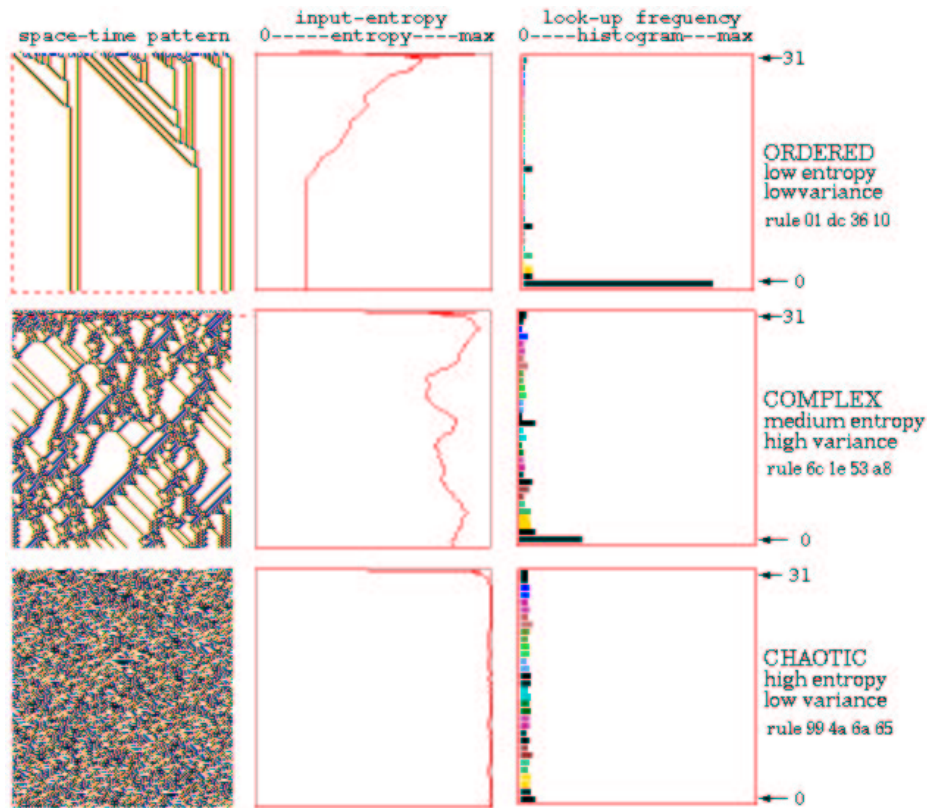 input-entropy
look-up freguency
space-time pattern
0-----entropy----max
0----histogram---max
31
ORDERED
low entropy
lowvariance
rule 01 dc 36 10
0
31
COMPLEX
medium entropy
high variance
rule 6c 1e 53 a8
0
31
CHAOTIC
high entropy
low variance
rule 99 4a 6a 65
0